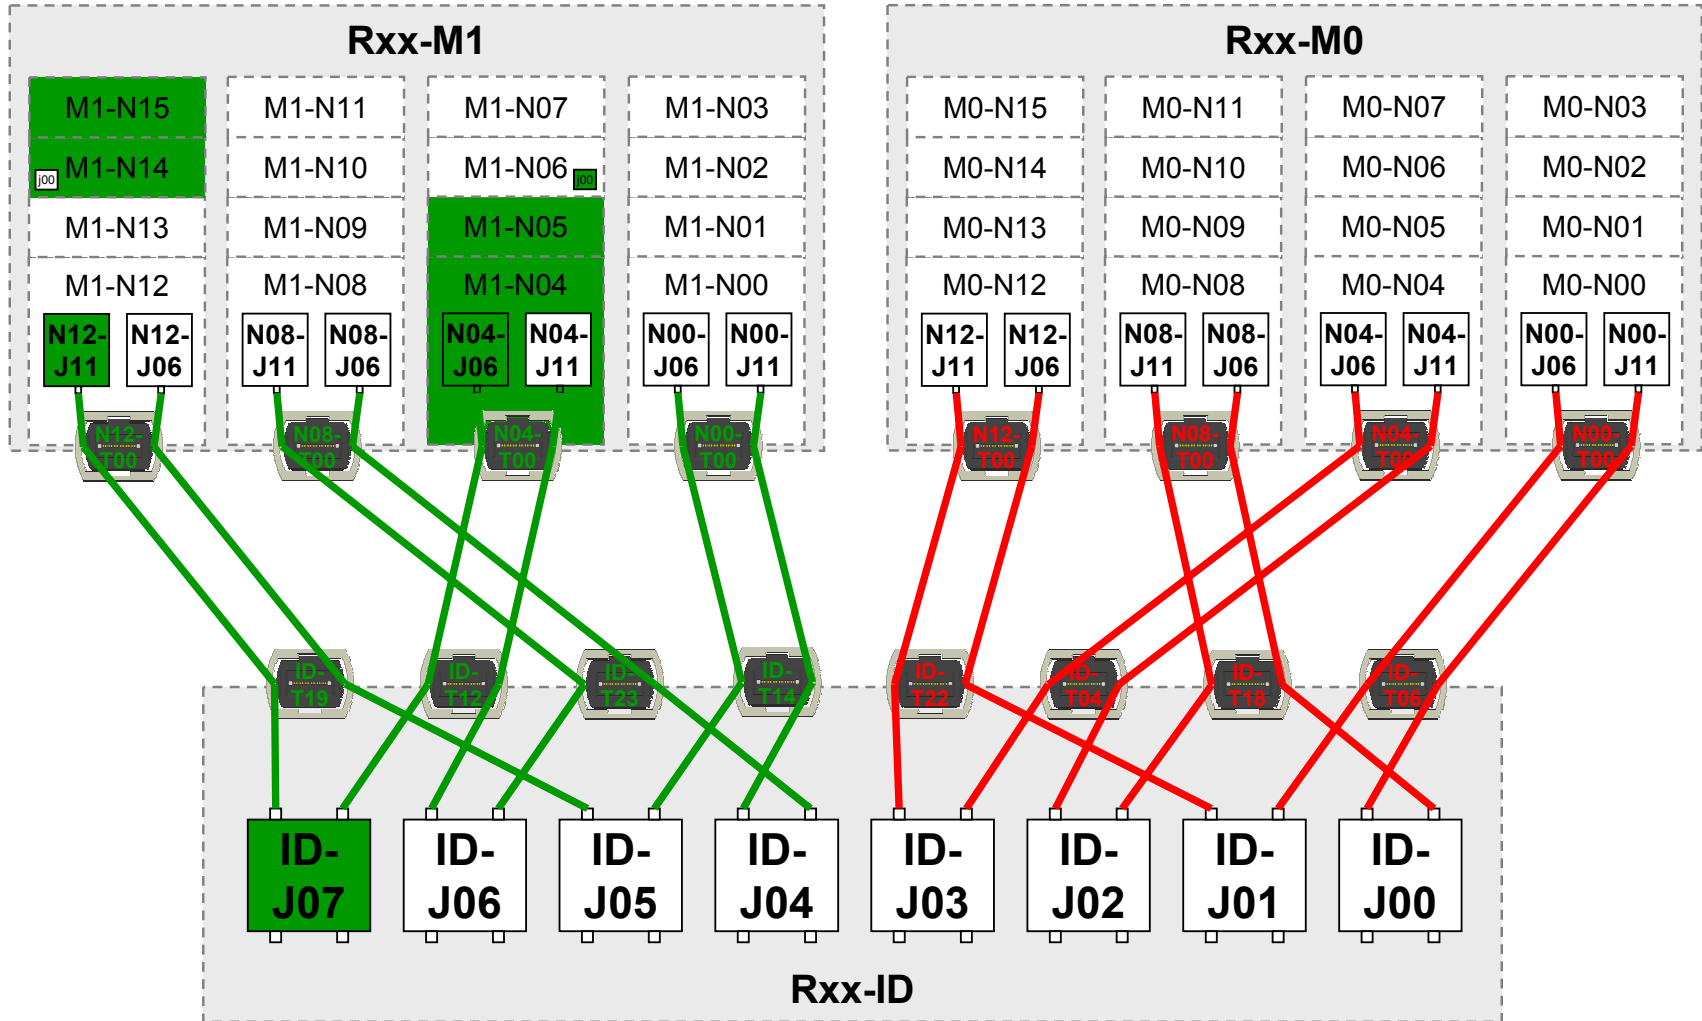 Rxx-M1
Rxx-M0
M1-N15
M1-N11
M1-N07
M1-N03
M0-N15
M0-N11
M0-N07
M0-N03
M1-N14
j00
M1-N10
M1-N06
j00
M1-N02
M0-N14
M0-N10
M0-N06
M0-N02
M1-N13
M1-N09
M1-N05
M1-N01
M0-N13
M0-N09
M0-N05
M0-N01
M1-N12
M1-N08
M1-N04
M1-N00
M0-N12
M0-N08
M0-N04
M0-N00
N12-
J11
N12-
J06
N08-
J11
N08-
J06
N04-
J06
N04-
J11
N00-
J06
N00-
J11
N12-
J11
N12-
J06
N08-
J11
N08-
J06
N04-
J06
N04-
J11
N00-
J06
N00-
J11
N12-
T00
N08-
T00
N04-
T00
N00-
T00
N12-
T00
N08-
T00
N04-
T00
N00-
T00
ID-
T19
ID-
T12
ID-
T23
ID-
T14
ID-
T22
ID-
T04
ID-
T18
ID-
T06
ID-
J07
ID-
J06
ID-
J05
ID-
J04
ID-
J03
ID-
J02
ID-
J01
ID-
J00
Rxx-ID